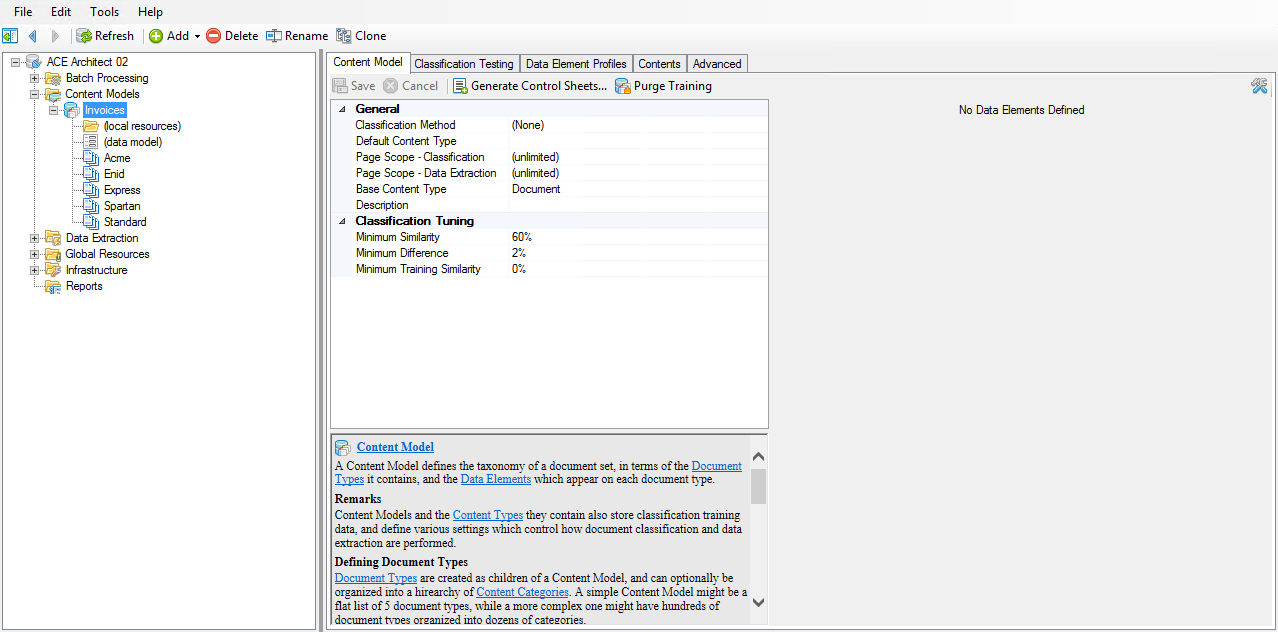 File Edit Tools Help
Refresh Add Delete Rename Clone
ACE Architect 02
Batch Processing
Content Models
Invoices
(local resources)
(data model)
Acme
Enid
Express
Spartan
Standard
Data Extraction
Global Resources
Infrastructure
Reports
Content Model Classification Testing Data Element Profiles Contents Advanced
Save Cancel Generate Control Sheets... Purge Training
General
Classification Method (None)
Default Content Type
Page Scope - Classification (unlimited)
Page Scope - Data Extraction (unlimited)
Base Content Type Document
Description
Classification Tuning
Minimum Similarity 60%
Minimum Difference 2%
Minimum Training Similarity 0%
Content Model
A Content Model defines the taxonomy of a document set, in terms of the Document
Types it contains, and the Data Elements which appear on each document type.
Remarks
Content Models and the Content Types they contain also store classification training
data, and define various settings which control how document classification and data
extraction are performed.
Defining Document Types
Document Types are created as children of a Content Model, and can optionally be
organized into a hirearchy of Content Categories. A simple Content Model might be a
flat list of 5 document types, while a more complex one might have hundreds of
document types organized into dozens of categories.
No Data Elements Defined